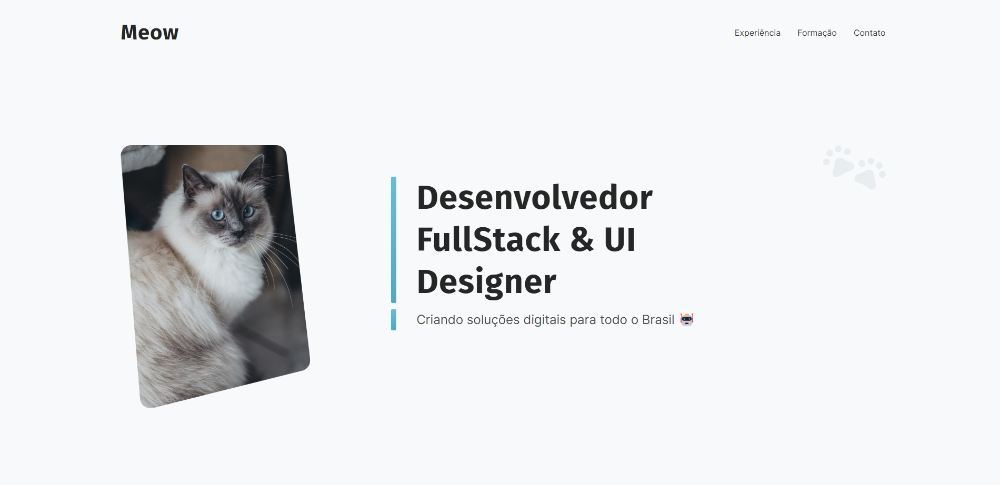 Meow
Experiência
Formação
Contato
Desenvolvedor
FullStack & UI
Designer
Criando soluções digitais para todo o Brasil